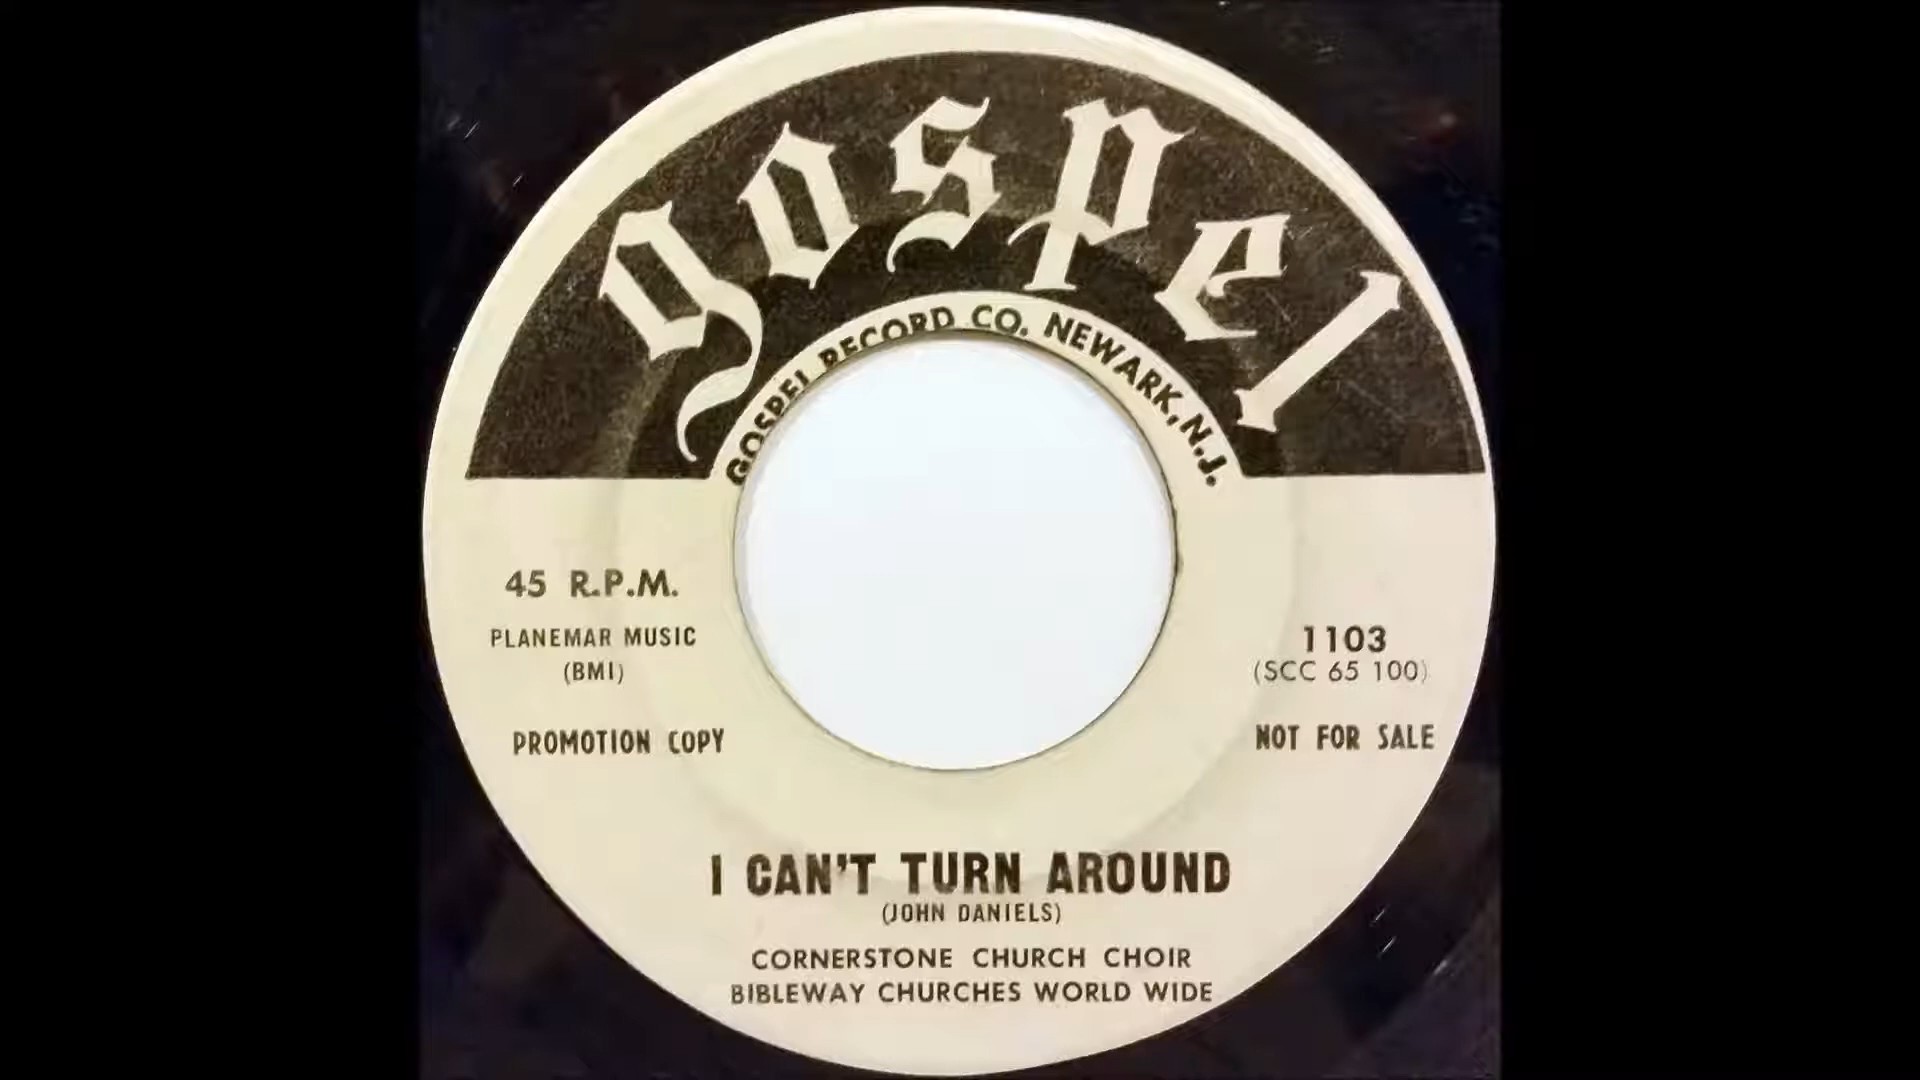 gospel
GOSPEL RECORD CO. NEWARK, N.J.
45 R.P.M.
PLANEMAR MUSIC
(BMI)
PROMOTION COPY
1103
(SCC 65 100)
NOT FOR SALE
I CAN'T TURN AROUND
(JOHN DANIELS)
CORNERSTONE CHURCH CHOIR
BIBLEWAY CHURCHES WORLD WIDE